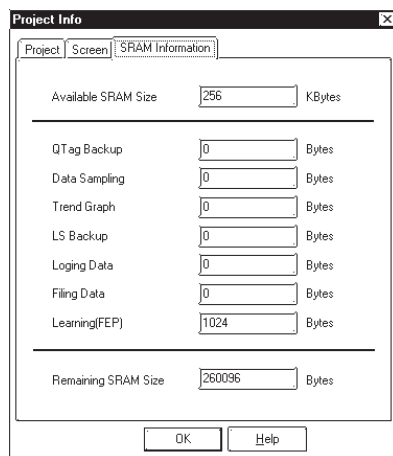 Project Info
Project Screen SRAM Information
Available SRAM Size 256 KBytes
QTag Backup 0 Bytes
Data Sampling 0 Bytes
Trend Graph 0 Bytes
LS Backup 0 Bytes
Loging Data 0 Bytes
Filing Data 0 Bytes
Learning(FEP) 1024 Bytes
Remaining SRAM Size 260096 Bytes
OK Help